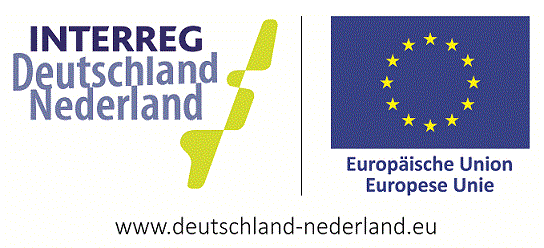 INTERREG
Deutschland
Nederland
Europäische Union
Europese Unie
www.deutschland-nederland.eu